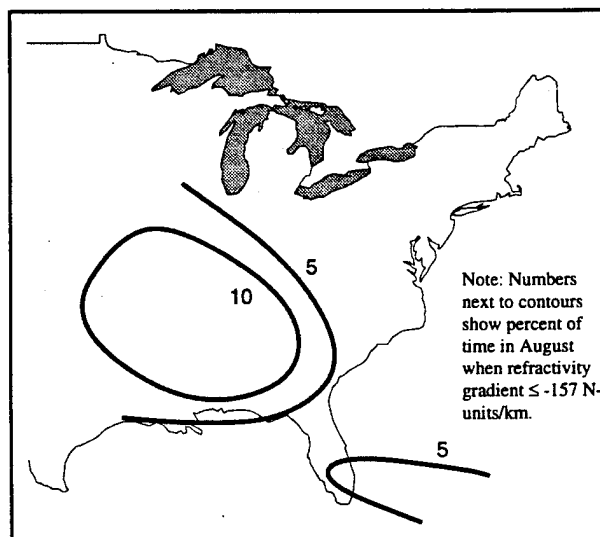 5
10
Note: Numbers
next to contours
show percent of
time in August
when refractivity
gradient ≤ -157 N-
units/km.
5